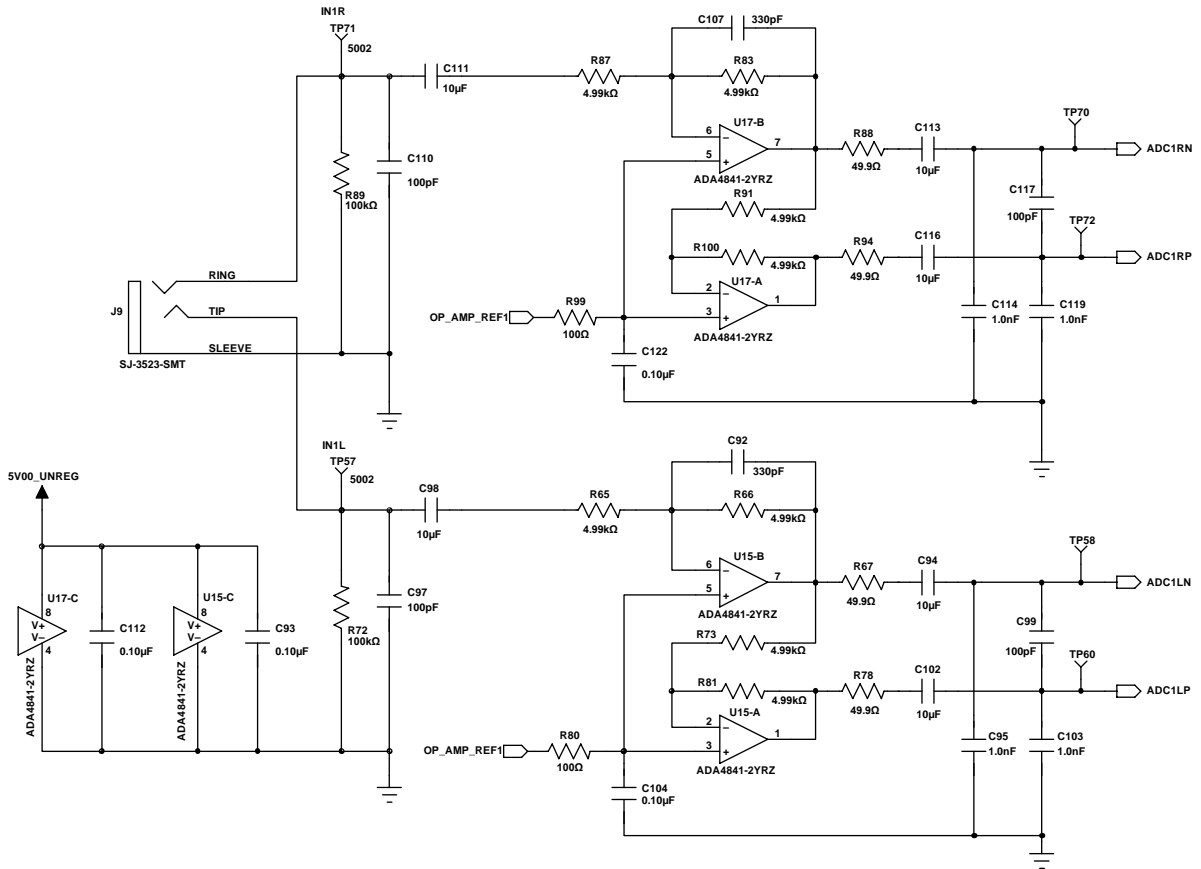 IN1R
TP71
5002
C111
10µF
R89
100kΩ
C110
100pF
R87
4.99kΩ
C107
330pF
R83
4.99kΩ
U17-B
6
5
7
−
+
ADA4841-2YRZ
R88
49.9Ω
C113
10µF
TP70
ADC1RN
C117
100pF
R91
4.99kΩ
R100
4.99kΩ
R94
49.9Ω
C116
10µF
TP72
ADC1RP
U17-A
2
3
1
−
+
ADA4841-2YRZ
C114
1.0nF
C119
1.0nF
OP_AMP_REF1
R99
100Ω
C122
0.10µF
RING
TIP
SLEEVE
J9
SJ-3523-SMT
IN1L
TP57
5002
C98
10µF
R72
100kΩ
C97
100pF
R65
4.99kΩ
C92
330pF
R66
4.99kΩ
U15-B
6
5
7
−
+
ADA4841-2YRZ
R67
49.9Ω
C94
10µF
TP58
ADC1LN
C99
100pF
R73
4.99kΩ
R81
4.99kΩ
R78
49.9Ω
C102
10µF
TP60
ADC1LP
U15-A
2
3
1
−
+
ADA4841-2YRZ
C95
1.0nF
C103
1.0nF
OP_AMP_REF1
R80
100Ω
C104
0.10µF
5V00_UNREG
U17-C
8
V+
V−
4
ADA4841-2YRZ
C112
0.10µF
U15-C
8
V+
V−
4
ADA4841-2YRZ
C93
0.10µF